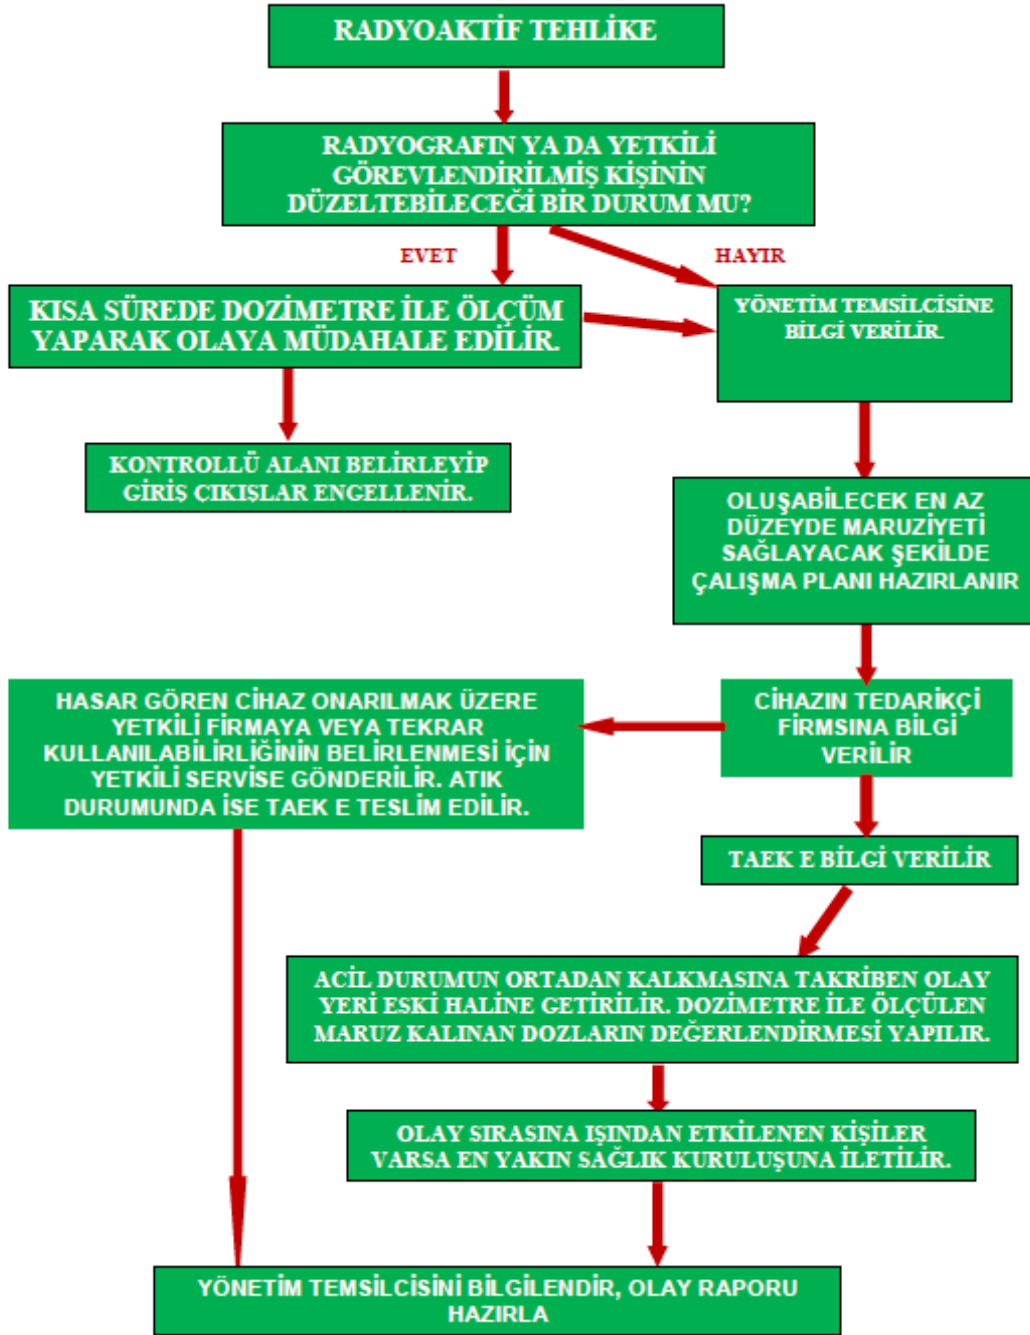 RADYOAKTİF TEHLİKE
RADYOGRAFIN YA DA YETKİLİ
GÖREVLENDİRİLMİŞ KİŞİNİN
DÜZELTEBİLECEĞİ BİR DURUM MU?
EVET
HAYIR
KISA SÜREDE DOZİMETRE İLE ÖLÇÜM
YAPARAK OLAYA MÜDAHALE EDİLİR.
YÖNETİM TEMSİLCİSİNE
BİLGİ VERİLİR.
KONTROLLÜ ALANI BELİRLEYİP
GİRİŞ ÇIKIŞLAR ENGELLENİR.
OLUŞABİLECEK EN AZ
DÜZEYDE MARUZİYETİ
SAĞLAYACAK ŞEKİLDE
ÇALIŞMA PLANI HAZIRLANIR
HASAR GÖREN CİHAZ ONARILMAK ÜZERE
YETKİLİ FİRMAYA VEYA TEKRAR
KULLANILABİLİRLİĞİNİN BELİRLENMESİ İÇİN
YETKİLİ SERVİSE GÖNDERİLİR. ATIK
DURUMUNDA İSE TAEK E TESLİM EDİLİR.
CİHAZIN TEDARİKÇİ
FİRMSINA BİLGİ
VERİLİR
TAEK E BİLGİ VERİLİR
ACİL DURUMUN ORTADAN KALKMASINA TAKRİBEN OLAY
YERİ ESKİ HALİNE GETİRİLİR. DOZİMETRE İLE ÖLÇÜLEN
MARUZ KALINAN DOZLARIN DEĞERLENDİRMESİ YAPILIR.
OLAY SIRASINA IŞINDAN ETKİLENEN KİŞİLER
VARSA EN YAKIN SAĞLIK KURULUŞUNA İLETİLİR.
YÖNETİM TEMSİLCİSİNİ BİLGİLENDİR, OLAY RAPORU
HAZIRLA